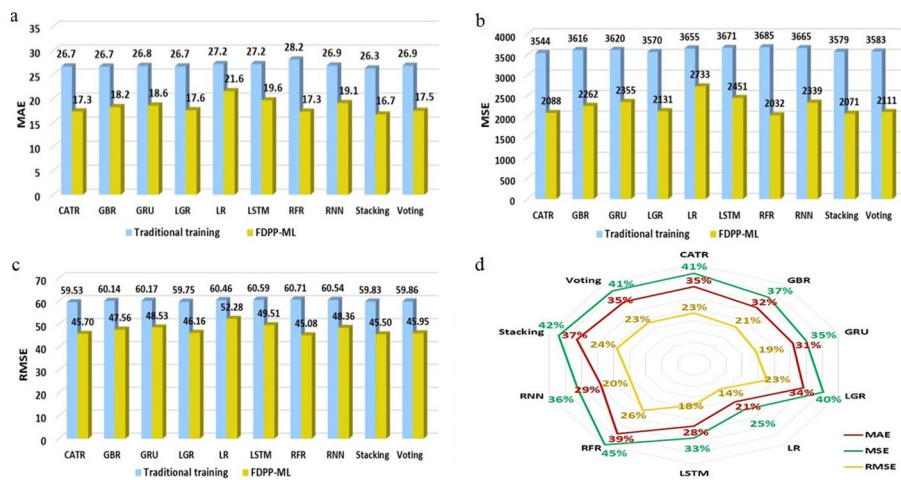 a
MAE
35
30
25
20
15
10
5
0
26.7 26.7 26.8 26.7 27.2 27.2 28.2 26.9 26.3 26.9
17.3 18.2 18.6 17.6 21.6 19.6 17.3 19.1 16.7 17.5
CATR GBR GRU LGR LR LSTM RFR RNN Stacking Voting
Traditional training FDPP-ML
b
MSE
4000
3500
3000
2500
2000
1500
1000
500
0
3544 3616 3620 3570 3655 3671 3685 3665 3579 3583
2088 2262 2355 2131 2733 2451 2032 2339 2071 2111
CATR GBR GRU LGR LR LSTM RFR RNN Stacking Voting
Traditional training FDPP-ML
c
RMSE
70
60
50
40
30
20
10
0
59.53 60.14 60.17 59.75 60.46 60.59 60.71 60.54 59.83 59.86
45.70 47.56 48.53 46.16 52.28 49.51 45.08 48.36 45.50 45.95
CATR GBR GRU LGR LR LSTM RFR RNN Stacking Voting
Traditional training FDPP-ML
d
CATR
GBR
GRU
LGR
LR
LSTM
RFR
RNN
Stacking
Voting
41% 37% 35% 40% 25% 33% 45% 36% 42% 41%
35% 32% 31% 34% 21% 28% 39% 29% 37% 35%
23% 21% 19% 23% 14% 18% 26% 20% 24% 23%
MAE
MSE
RMSE